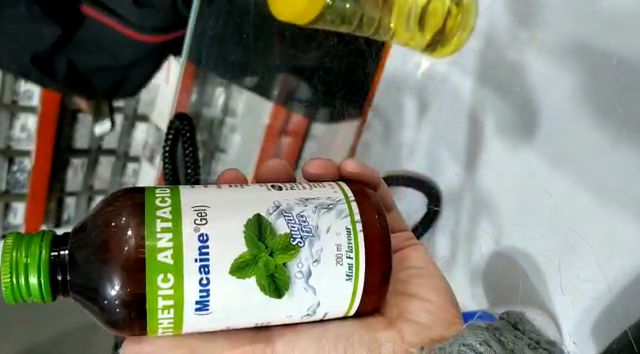 THETIC ANTACID
(Mucaine® Gel)
Sugar
free
200 ml
Mint Flavour